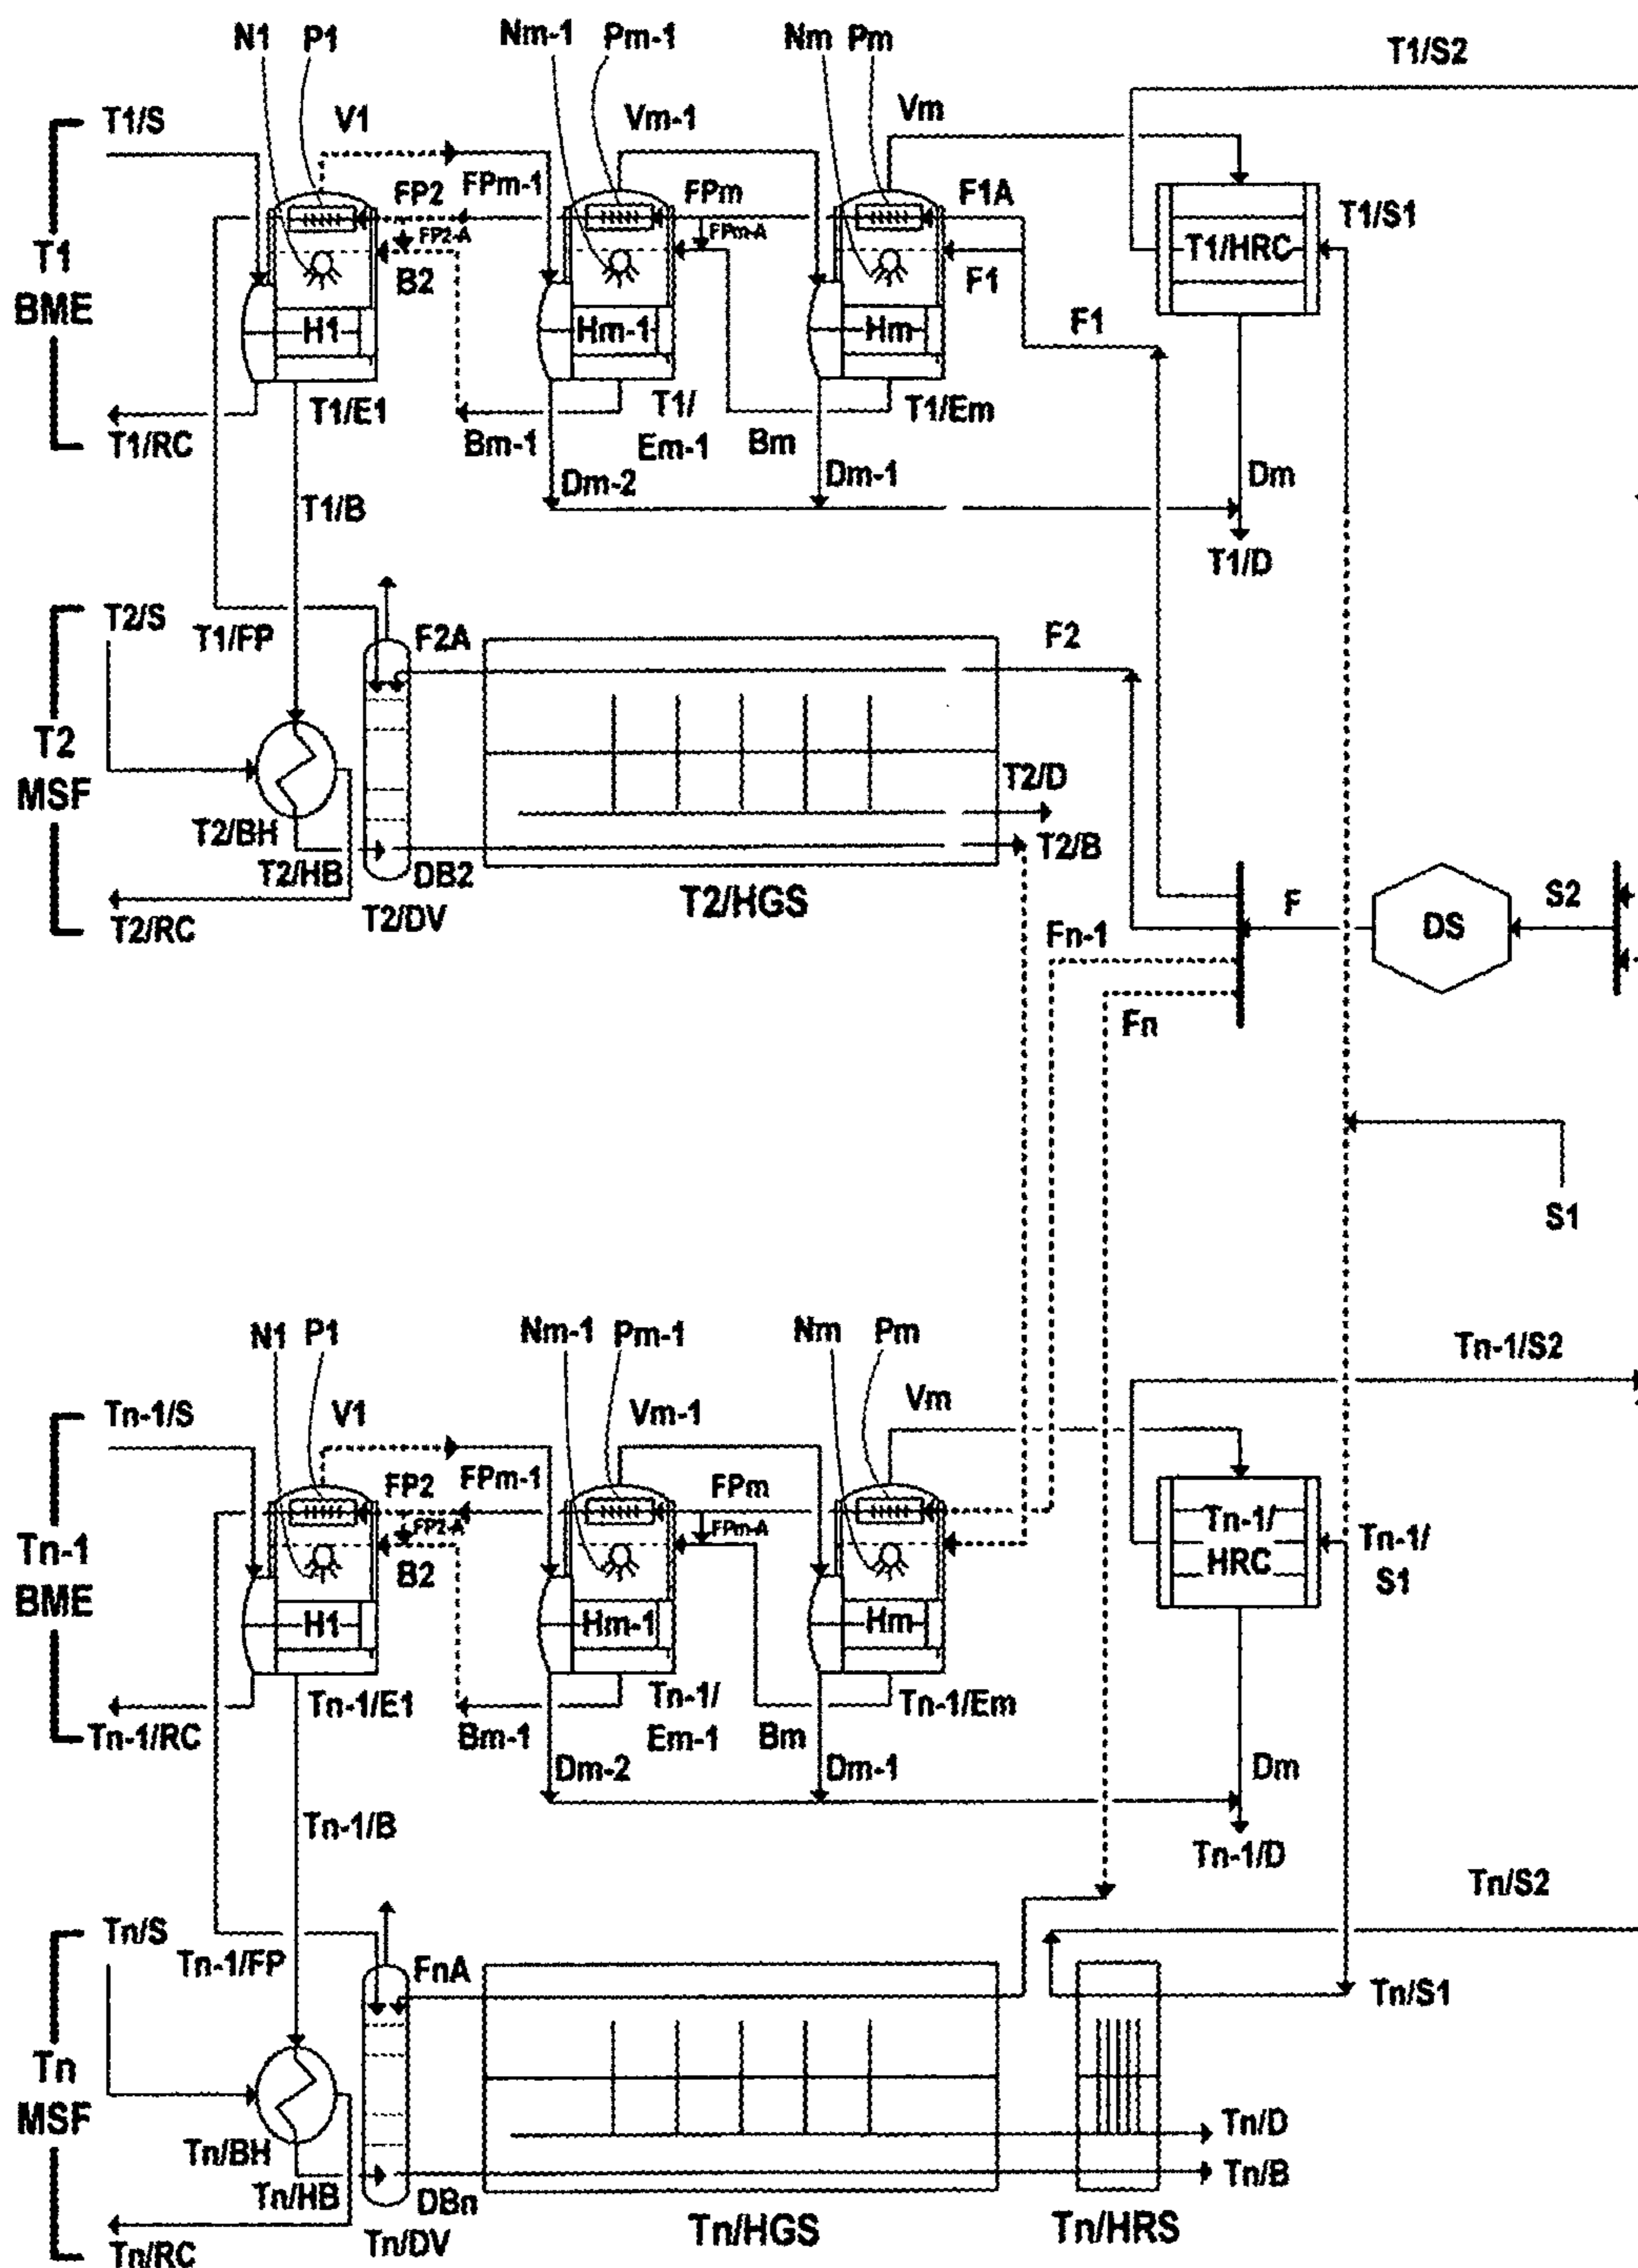 N1 P1 Nm-1 Pm-1 Nm Pm T1/S2
T1/S V1 Vm-1 Vm
FP2 FPm-1 FPm F1A T1/S1
FP2-A FPm-A T1/HRC
T1
BME
B2 F1
H1 Hm-1 Hm F1
T1/RC T1/E1 Bm-1 T1/
Em-1 Bm T1/Em
Dm-2 Dm-1 Dm
T1/B
T1/D
T2/S T1/FP F2A F2
T2
MSF
T2/D
T2/BH T2/B
T2/HB DB2
T2/RC T2/DV T2/HGS
F DS S2
Fn-1
Fn
S1
N1 P1 Nm-1 Pm-1 Nm Pm Tn-1/S2
Tn-1/S V1 Vm-1 Vm
FP2 FPm-1 FPm
FP2-A FPm-A
Tn-1
BME
B2 Tn-1/
HRC Tn-1/
S1
H1 Hm-1 Hm
Tn-1/RC Tn-1/E1 Bm-1 Tn-1/
Em-1 Bm Tn-1/Em
Dm-2 Dm-1 Dm
Tn-1/B
Tn-1/D
Tn/S2
Tn/S Tn-1/FP FnA Tn/S1
Tn
MSF
Tn/D
Tn/BH Tn/B
Tn/HB DBn
Tn/RC Tn/DV Tn/HGS Tn/HRS